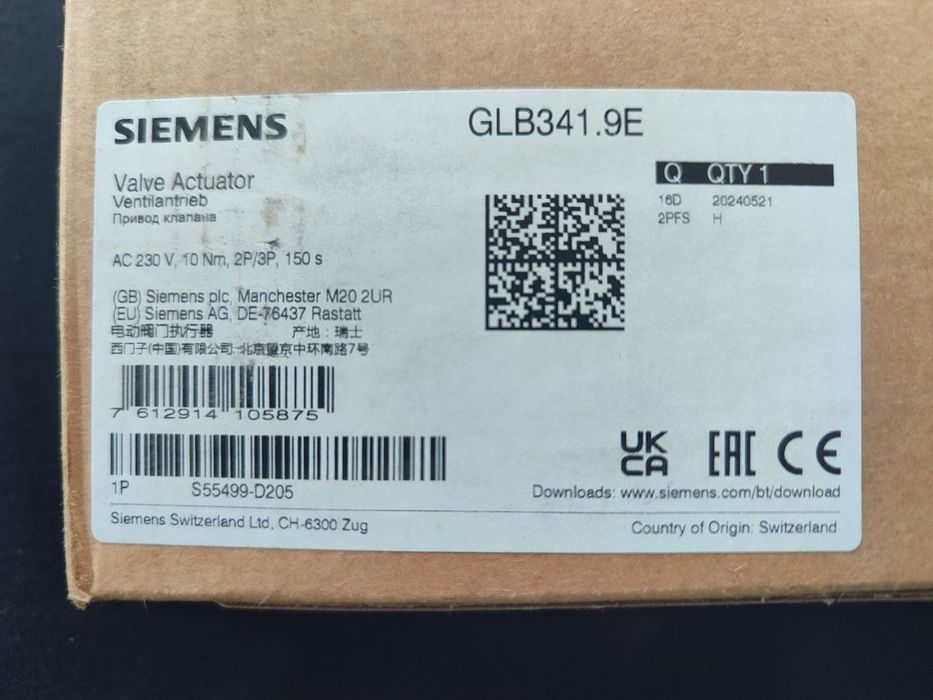 SIEMENS
GLB341.9E
Valve Actuator
Ventilantrieb
Привод клапана
Q QTY 1
16D 20240521
2PFS H
AC 230 V, 10 Nm, 2P/3P, 150 s
(GB) Siemens plc, Manchester M20 2UR
(EU) Siemens AG, DE-76437 Rastatt
电动阀门执行器 产地：瑞士
西门子(中国)有限公司 北京望京中环南路7号
7 612914 105875
1P S55499-D205
UK CA EAC CE
Downloads: www.siemens.com/bt/download
Siemens Switzerland Ltd, CH-6300 Zug
Country of Origin: Switzerland